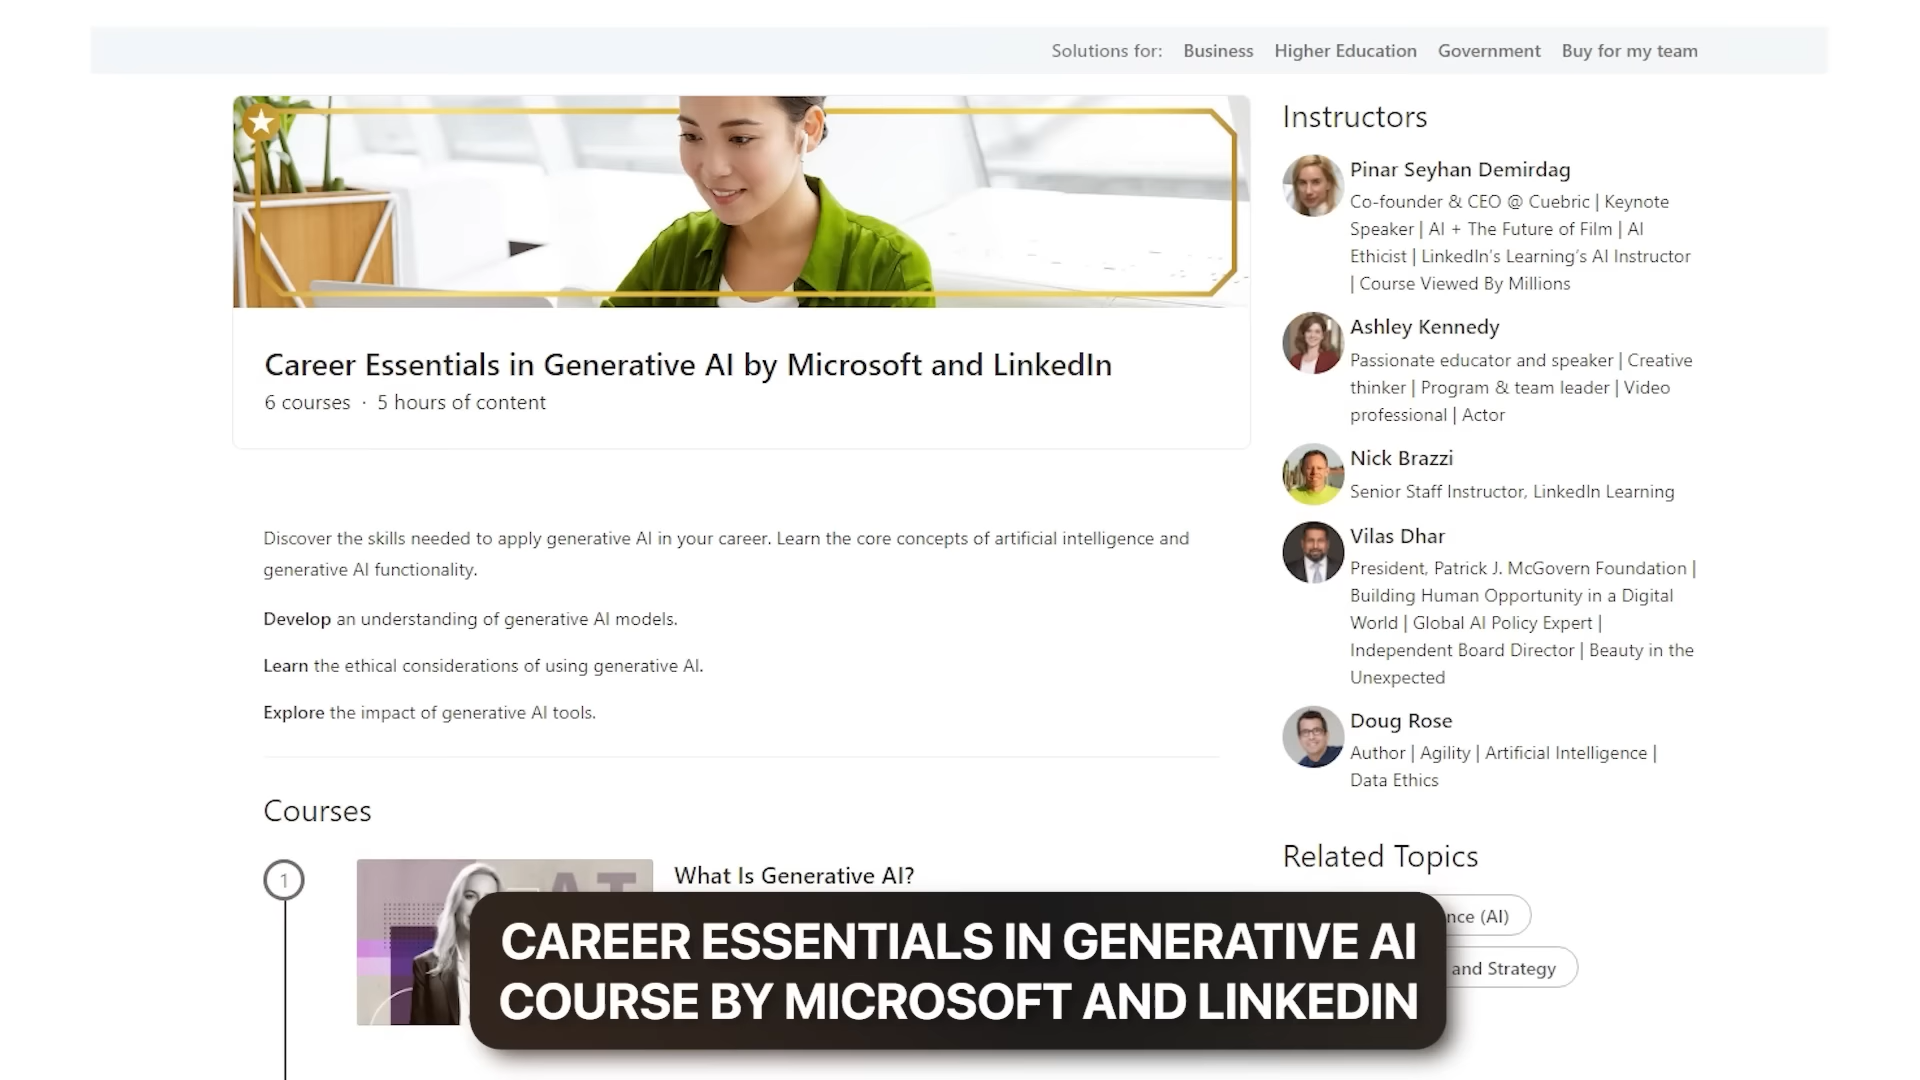 Solutions for: Business Higher Education Government Buy for my team
Career Essentials in Generative AI by Microsoft and LinkedIn
6 courses · 5 hours of content
Discover the skills needed to apply generative AI in your career. Learn the core concepts of artificial intelligence and
generative AI functionality.
Develop an understanding of generative AI models.
Learn the ethical considerations of using generative AI.
Explore the impact of generative AI tools.
Courses
1
What Is Generative AI?
AI
Instructors
Pinar Seyhan Demirdag
Co-founder & CEO @ Cuebric | Keynote
Speaker | AI + The Future of Film | AI
Ethicist | LinkedIn’s Learning’s AI Instructor
| Course Viewed By Millions
Ashley Kennedy
Passionate educator and speaker | Creative
thinker | Program & team leader | Video
professional | Actor
Nick Brazzi
Senior Staff Instructor, LinkedIn Learning
Vilas Dhar
President, Patrick J. McGovern Foundation |
Building Human Opportunity in a Digital
World | Global AI Policy Expert |
Independent Board Director | Beauty in the
Unexpected
Doug Rose
Author | Agility | Artificial Intelligence |
Data Ethics
Related Topics
(AI)
and Strategy
CAREER ESSENTIALS IN GENERATIVE AI
COURSE BY MICROSOFT AND LINKEDIN